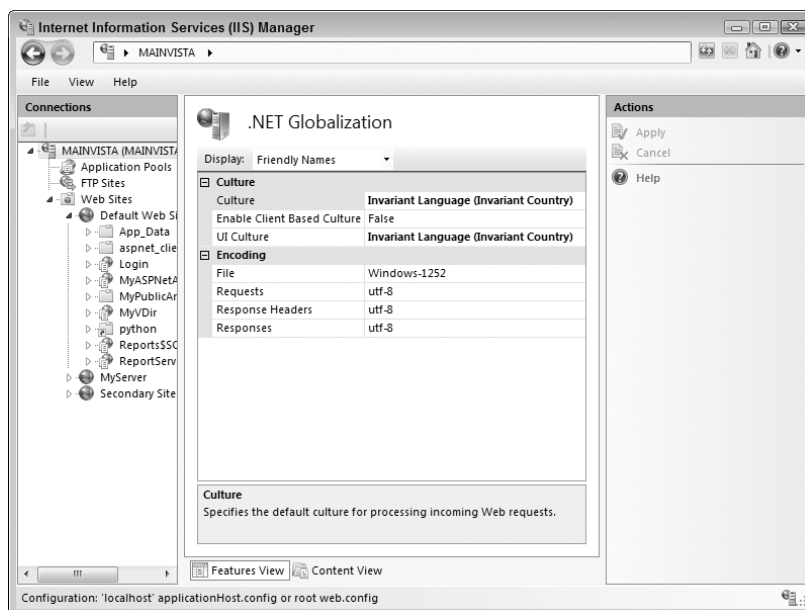 Internet Information Services (IIS) Manager
MAINVISTA
File View Help
Connections
MAINVISTA (MAINVISTA
Application Pools
FTP Sites
Web Sites
Default Web Si
App_Data
aspnet_clie
Login
MyASPNetA
MyPublicAr
MyVDir
python
Reports$SC
ReportServ
MyServer
Secondary Site
.NET Globalization
Display: Friendly Names
Culture
Culture Invariant Language (Invariant Country)
Enable Client Based Culture False
UI Culture Invariant Language (Invariant Country)
Encoding
File Windows-1252
Requests utf-8
Response Headers utf-8
Responses utf-8
Culture
Specifies the default culture for processing incoming Web requests.
Features View Content View
Actions
Apply
Cancel
Help
Configuration: 'localhost' applicationHost.config or root web.config